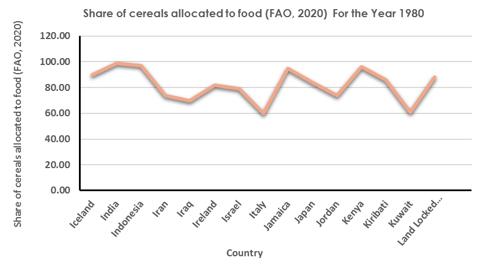 Share of cereals allocated to food (FAO, 2020)  For the Year 1980
Share of cereals allocated to food (FAO, 2020)
120.00
100.00
80.00
60.00
40.00
20.00
0.00
Iceland
India
Indonesia
Iran
Iraq
Ireland
Israel
Italy
Jamaica
Japan
Jordan
Kenya
Kiribati
Kuwait
Land Locked...
Country